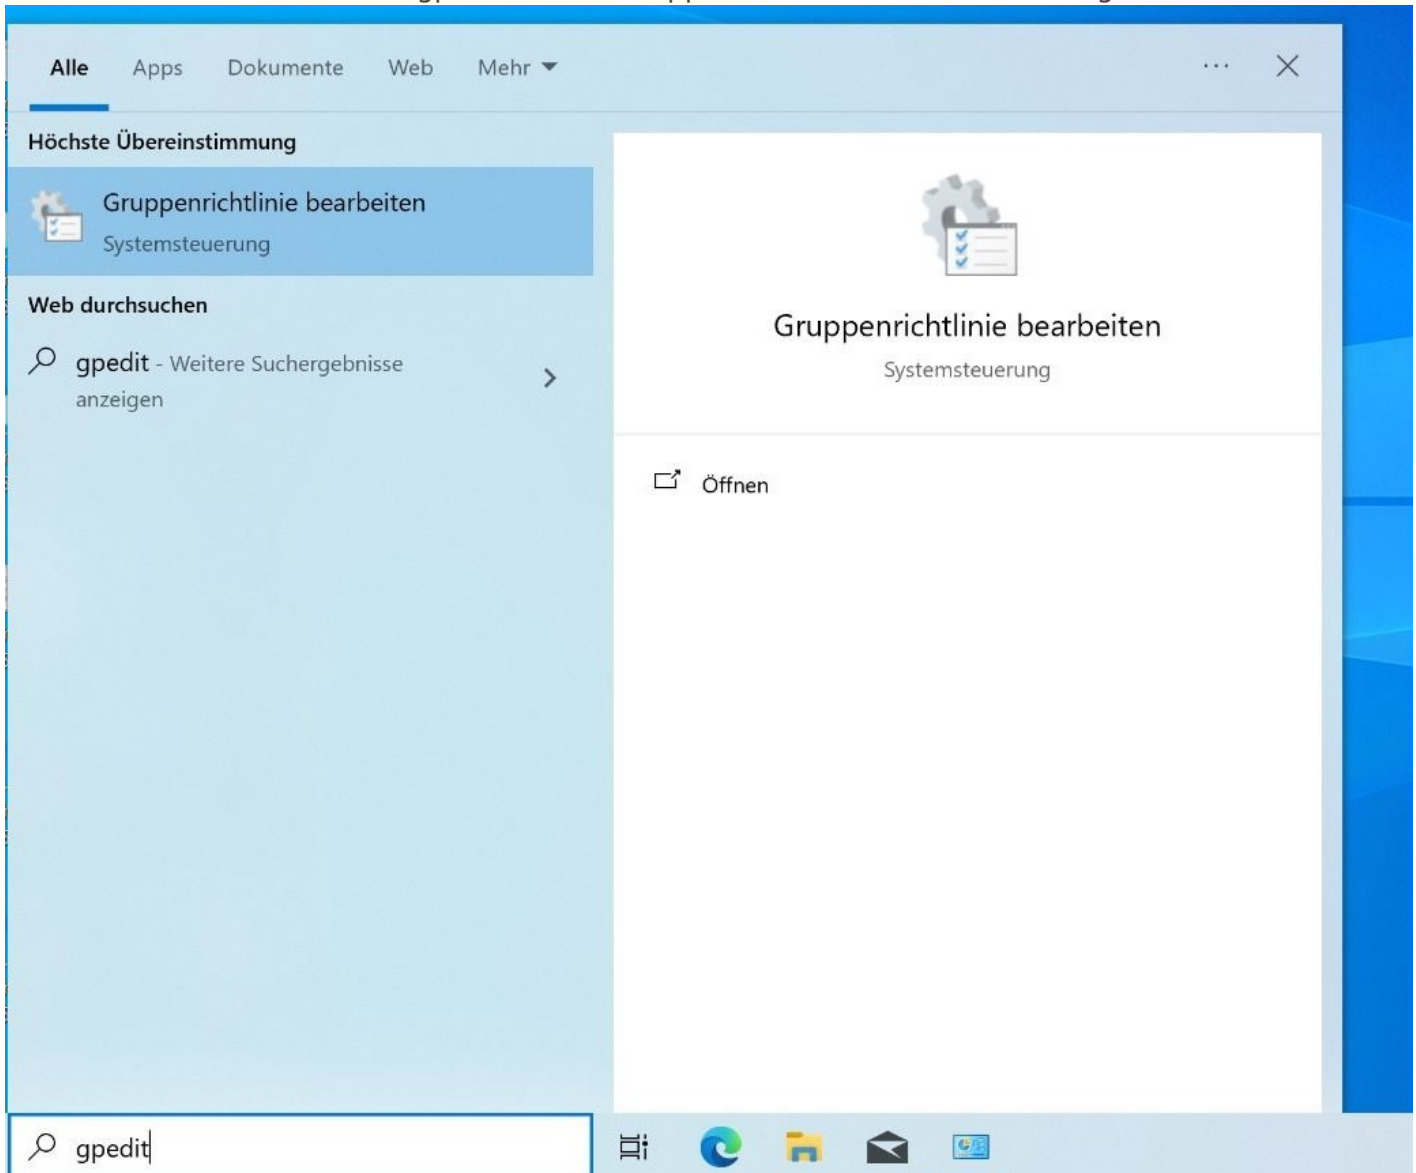 Alle Apps Dokumente Web Mehr
Höchste Übereinstimmung
Gruppenrichtlinie bearbeiten
Systemsteuerung
Web durchsuchen
gpedit - Weitere Suchergebnisse
anzeigen
Gruppenrichtlinie bearbeiten
Systemsteuerung
Öffnen
gpedit